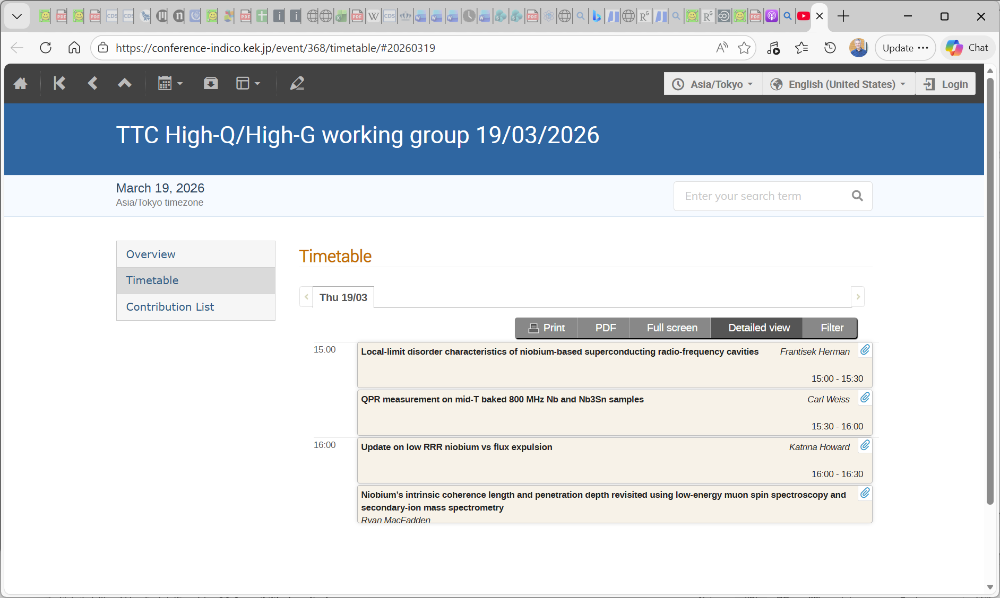 https://conference-indico.kek.jp/event/368/timetable/#20260319
Update
Chat
Asia/Tokyo
English (United States)
Login
TTC High-Q/High-G working group 19/03/2026
March 19, 2026
Asia/Tokyo timezone
Enter your search term
Overview
Timetable
Contribution List
Timetable
Thu 19/03
Print PDF Full screen Detailed view Filter
15:00
Local-limit disorder characteristics of niobium-based superconducting radio-frequency cavities Frantisek Herman
15:00 - 15:30
QPR measurement on mid-T baked 800 MHz Nb and Nb3Sn samples Carl Weiss
15:30 - 16:00
16:00
Update on low RRR niobium vs flux expulsion Katrina Howard
16:00 - 16:30
Niobium’s intrinsic coherence length and penetration depth revisited using low-energy muon spin spectroscopy and
secondary-ion mass spectrometry
Ryan MacFadden